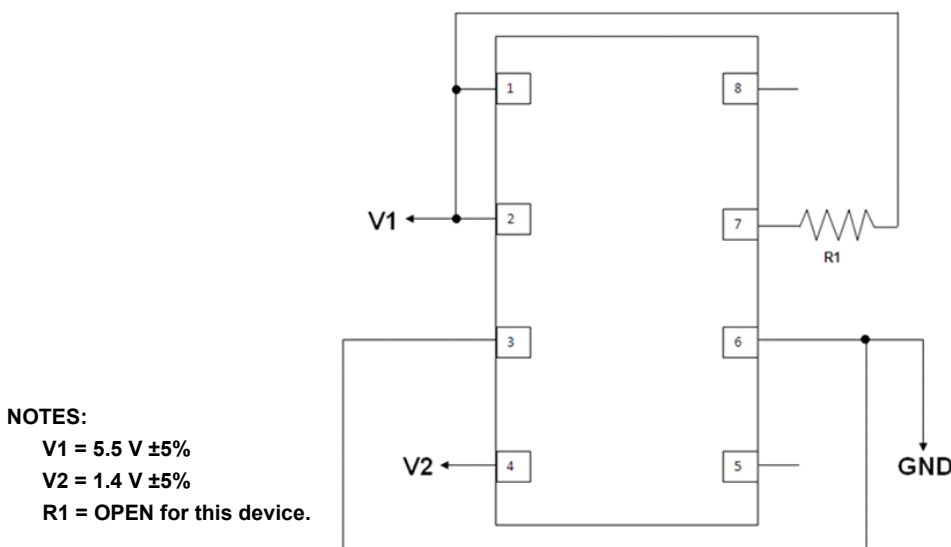 1
8
V1
2
7
R1
3
6
NOTES:
V1 = 5.5 V ±5%
V2
4
5
GND
V2 = 1.4 V ±5%
R1 = OPEN for this device.